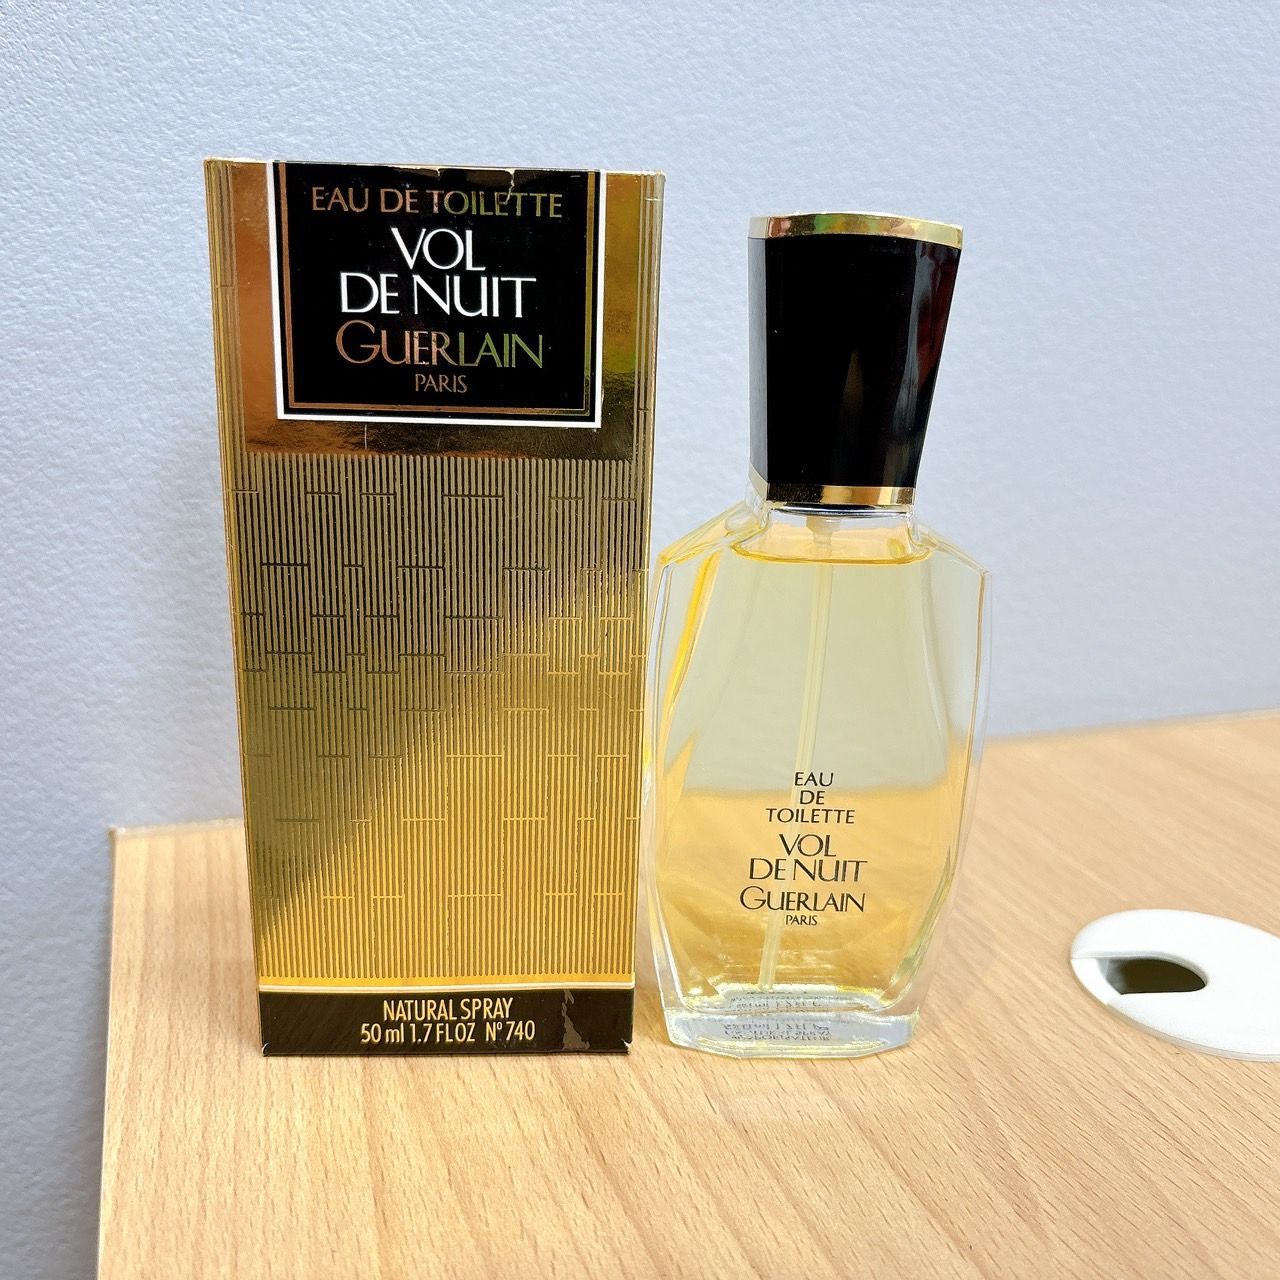 EAU DE TOILETTE
VOL
DE NUIT
GUERLAIN
PARIS
NATURAL SPRAY
50 ml 1.7 FL OZ Nº 740
EAU
DE
TOILETTE
VOL
DE NUIT
GUERLAIN
PARIS